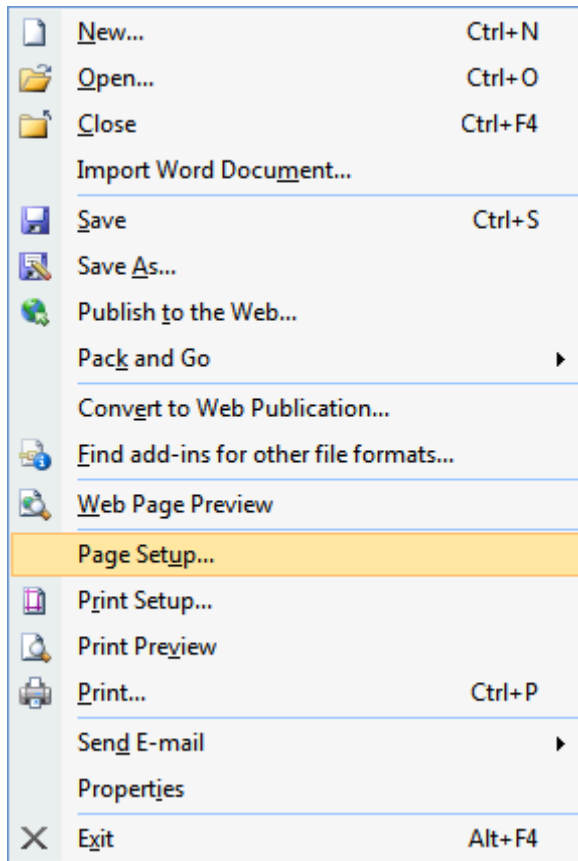 New... Ctrl+N
Open... Ctrl+O
Close Ctrl+F4
Import Word Document...
Save Ctrl+S
Save As...
Publish to the Web...
Pack and Go
Convert to Web Publication...
Find add-ins for other file formats...
Web Page Preview
Page Setup...
Print Setup...
Print Preview
Print... Ctrl+P
Send E-mail
Properties
Exit Alt+F4